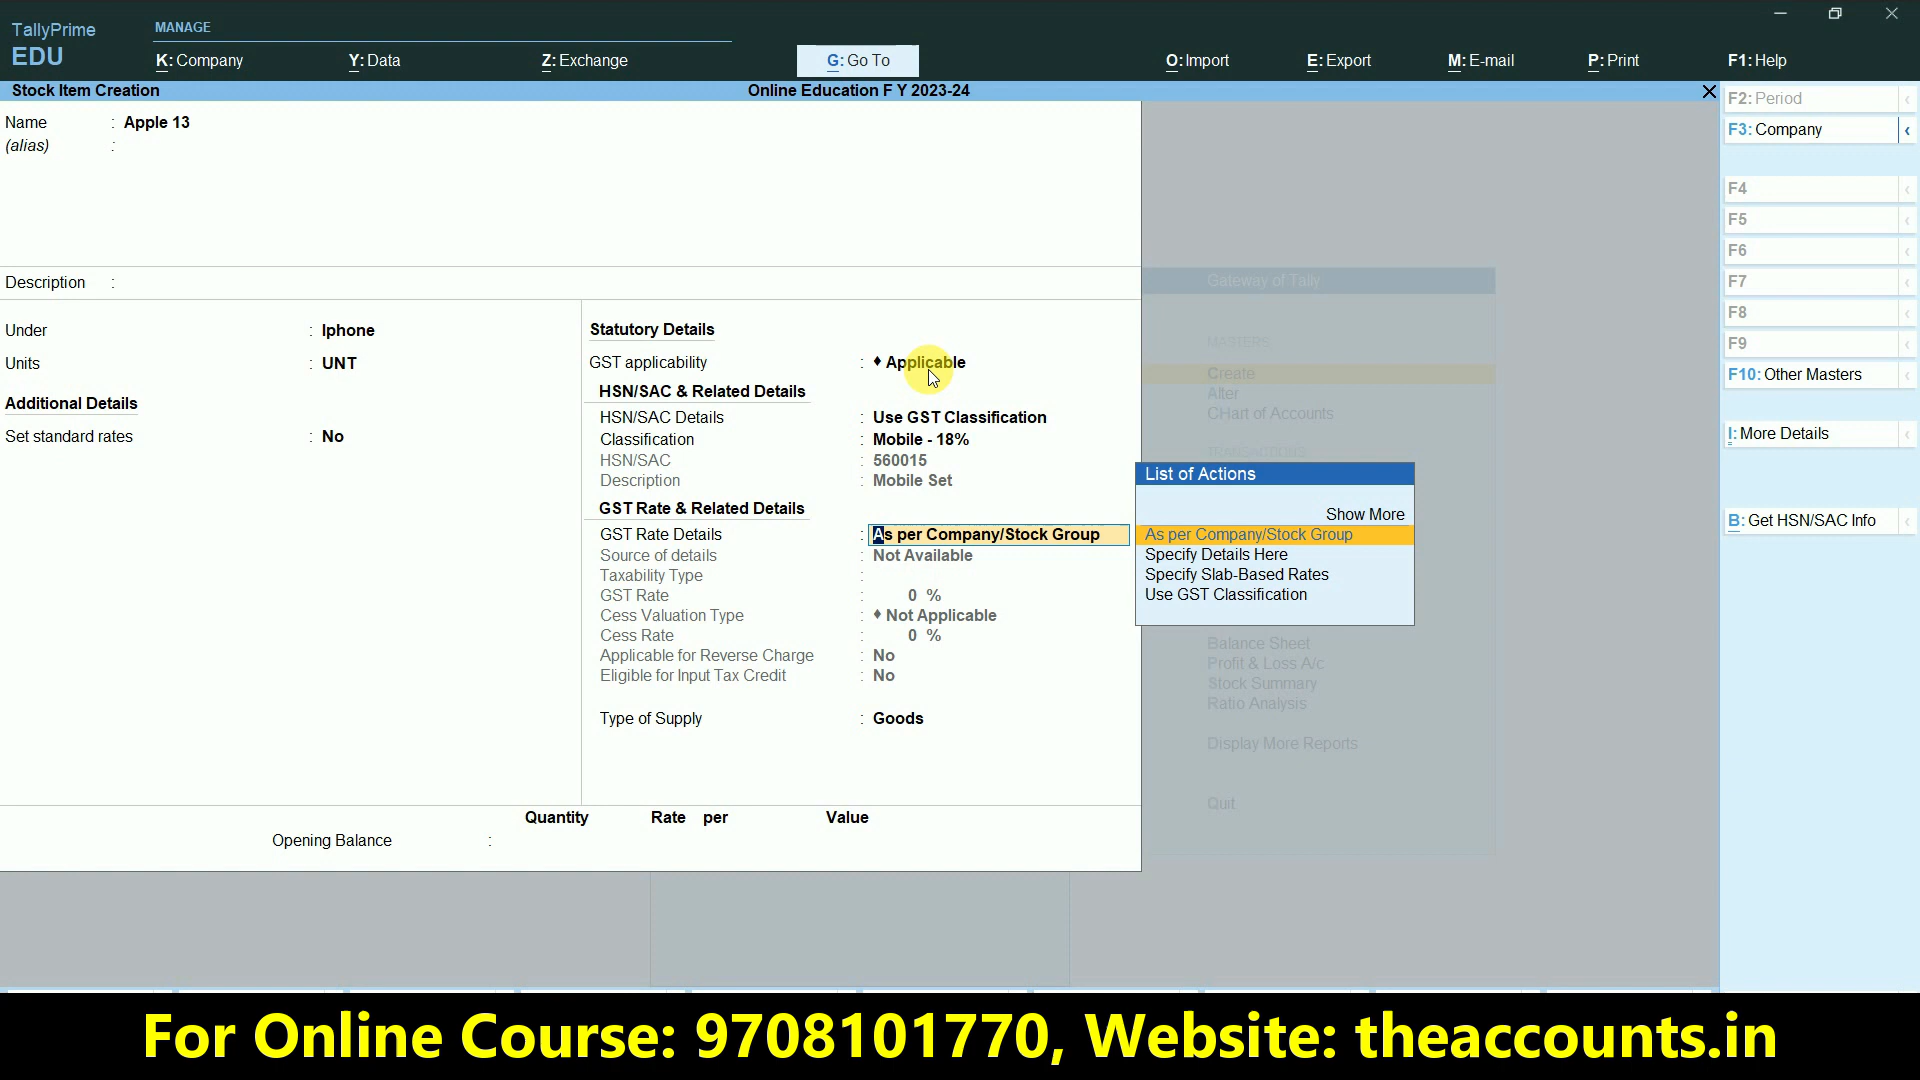 TallyPrime
EDU
MANAGE
K: Company
Y: Data
Z: Exchange
G: Go To
O: Import
E: Export
M: E-mail
P: Print
F1: Help
Stock Item Creation
Online Education F Y 2023-24
Name : Apple 13
(alias) :
Description :
Under : Iphone
Units : UNT
Additional Details
Set standard rates : No
Statutory Details
GST applicability : ♦ Applicable
HSN/SAC & Related Details
HSN/SAC Details : Use GST Classification
Classification : Mobile - 18%
HSN/SAC : 560015
Description : Mobile Set
GST Rate & Related Details
GST Rate Details : As per Company/Stock Group
Source of details : Not Available
Taxability Type :
GST Rate : 0 %
Cess Valuation Type : ♦ Not Applicable
Cess Rate : 0 %
Applicable for Reverse Charge : No
Eligible for Input Tax Credit : No
Type of Supply : Goods
Quantity Rate per Value
Opening Balance :
List of Actions
Show More
As per Company/Stock Group
Specify Details Here
Specify Slab-Based Rates
Use GST Classification
Gateway of Tally
MASTERS
Create
Alter
CHart of Accounts
TRANSACTIONS
Balance Sheet
Profit & Loss A/c
Stock Summary
Ratio Analysis
Display More Reports
Quit
F2: Period
F3: Company
F4
F5
F6
F7
F8
F9
F10: Other Masters
I: More Details
B: Get HSN/SAC Info
For Online Course: 9708101770, Website: theaccounts.in